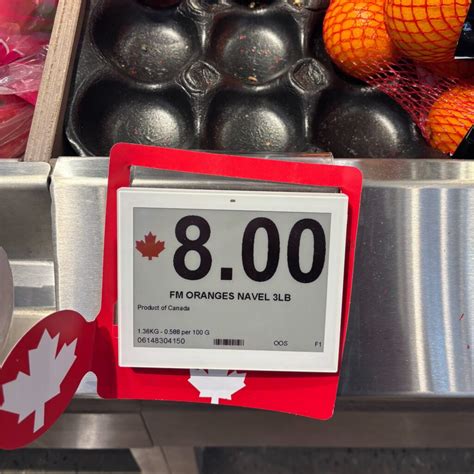 8.00
FM ORANGES NAVEL 3LB
Product of Canada
1.36KG - 0.588 per 100 G
06148304150 OOS F1